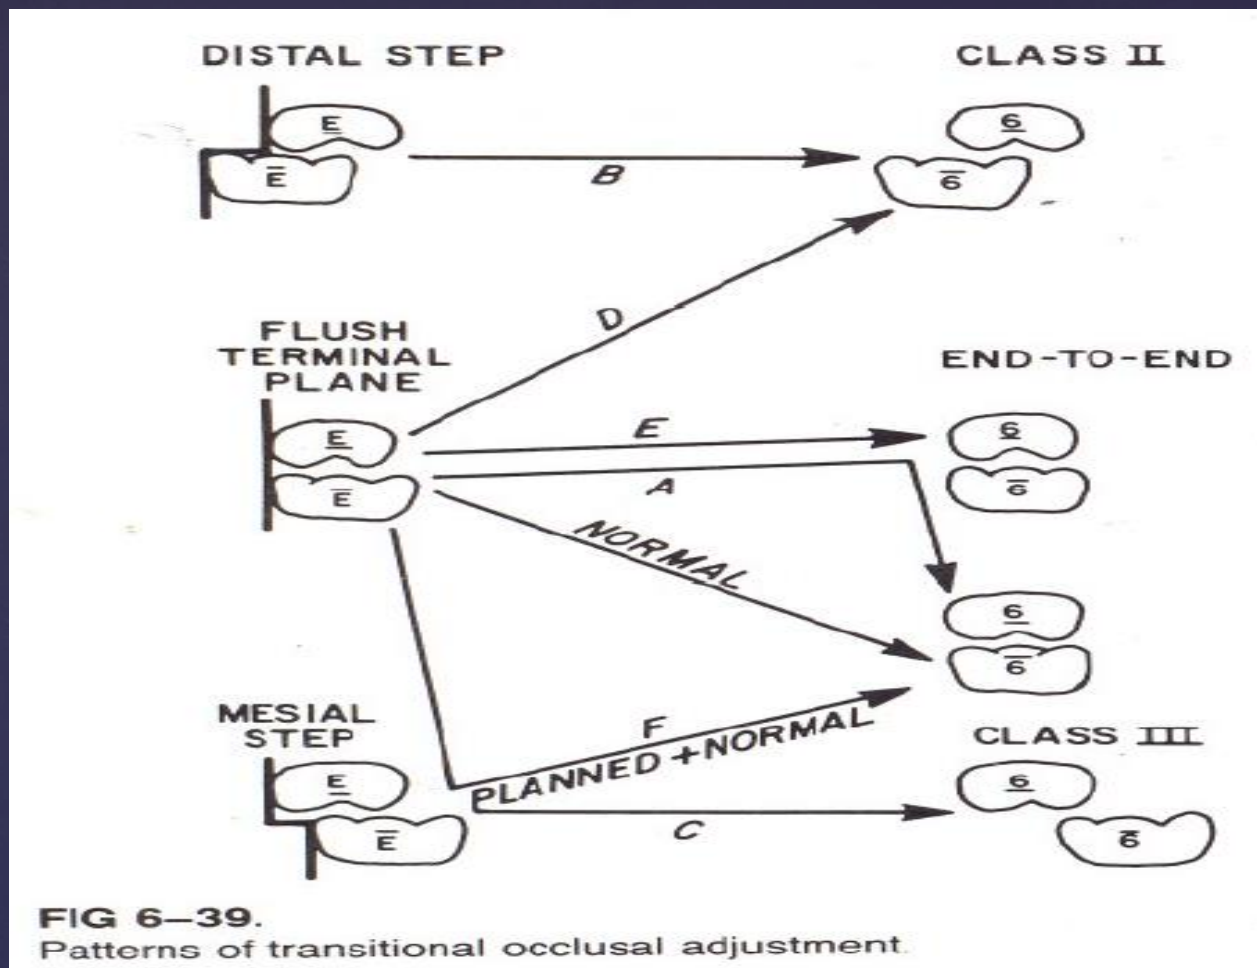 DISTAL STEP
CLASS II
E
E
B
6
6
D
FLUSH
TERMINAL
PLANE
END-TO-END
E
E
E
A
6
6
NORMAL
6
6
MESIAL
STEP
F
PLANNED + NORMAL
CLASS III
E
E
C
6
6
FIG 6–39.
Patterns of transitional occlusal adjustment.